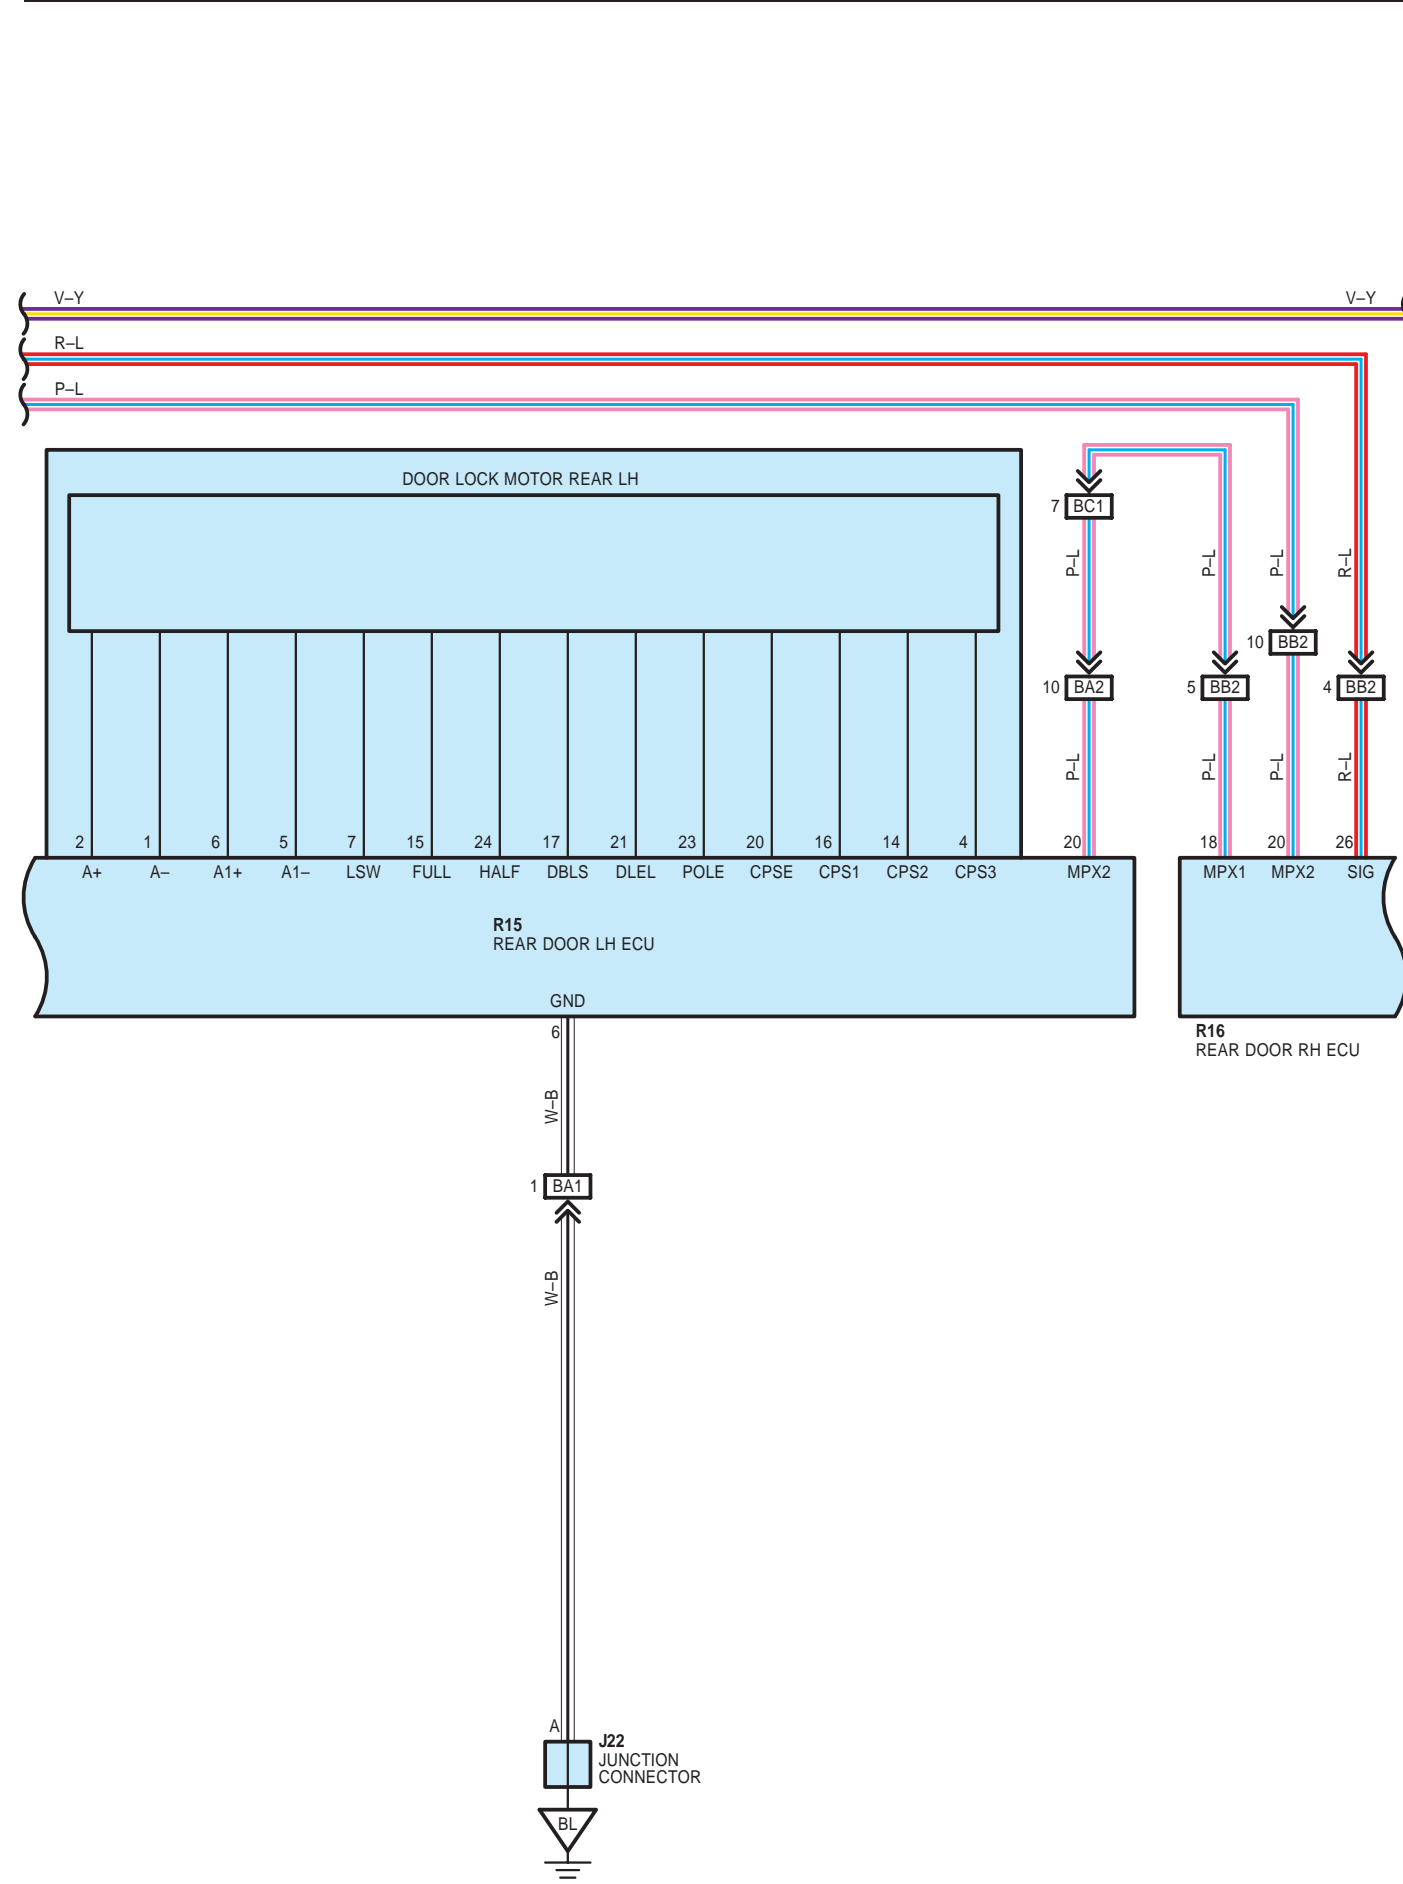 V–Y V–Y
R–L
P–L
DOOR LOCK MOTOR REAR LH
7 BC1
P–L P–L P–L R–L
10 BB2
10 BA2 5 BB2 4 BB2
P–L P–L P–L R–L
2 1 6 5 7 15 24 17 21 23 20 16 14 4 20 18 20 26
A+ A– A1+ A1– LSW FULL HALF DBLS DLEL POLE CPSE CPS1 CPS2 CPS3 MPX2 MPX1 MPX2 SIG
R15
REAR DOOR LH ECU
GND
6
R16
REAR DOOR RH ECU
W–B
1 BA1
W–B
A
J22
JUNCTION
CONNECTOR
BL